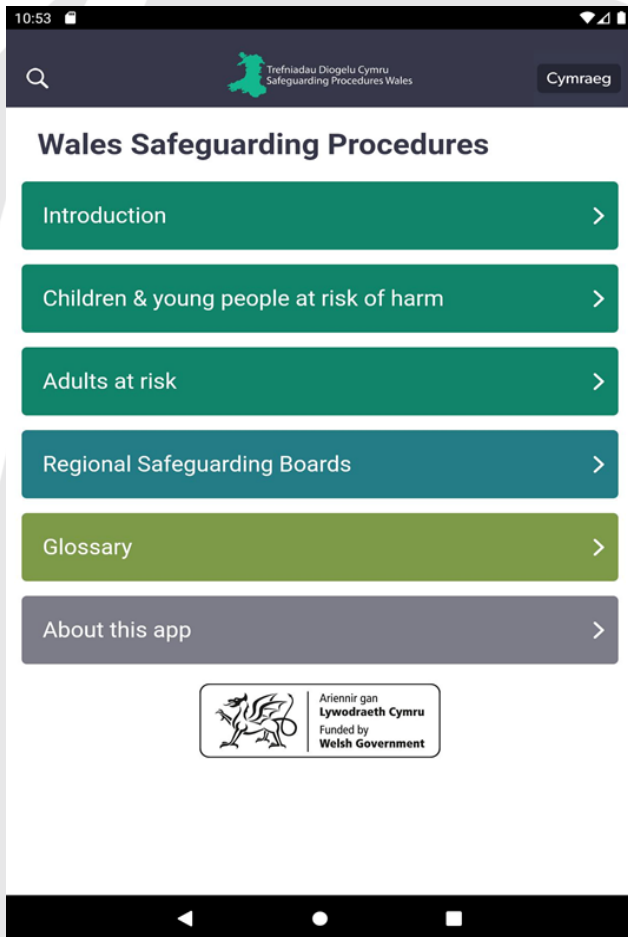 10:53
Trefniadau Diogelu Cymru
Safeguarding Procedures Wales
Cymraeg
Wales Safeguarding Procedures
Introduction
Children & young people at risk of harm
Adults at risk
Regional Safeguarding Boards
Glossary
About this app
Ariennir gan
Lywodraeth Cymru
Funded by
Welsh Government